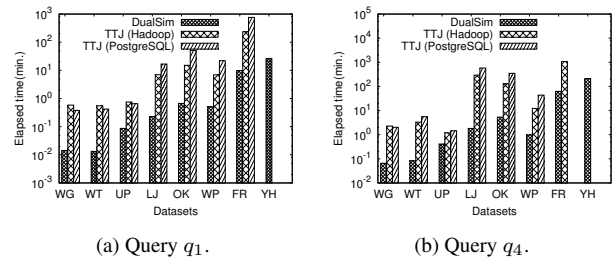 DualSim
TTJ (Hadoop)
TTJ (PostgreSQL)
Elapsed time (min.)
10^3
10^2
10^1
10^0
10^-1
10^-2
10^-3
WG WT UP LJ OK WP FR YH
Datasets
(a) Query q1.
DualSim
TTJ (Hadoop)
TTJ (PostgreSQL)
Elapsed time (min.)
10^5
10^4
10^3
10^2
10^1
10^0
10^-1
10^-2
WG WT UP LJ OK WP FR YH
Datasets
(b) Query q4.